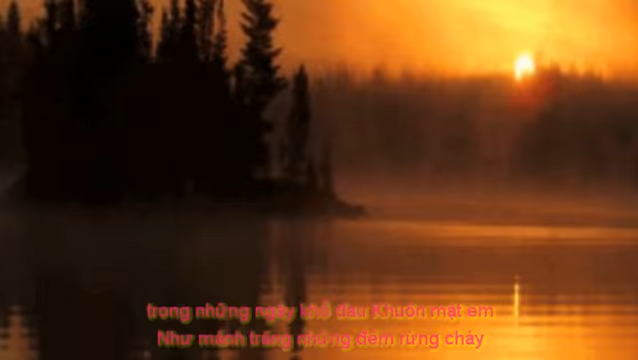 trong những ngày khổ đau Khuôn mặt em
Như mảnh trăng những đêm rừng cháy